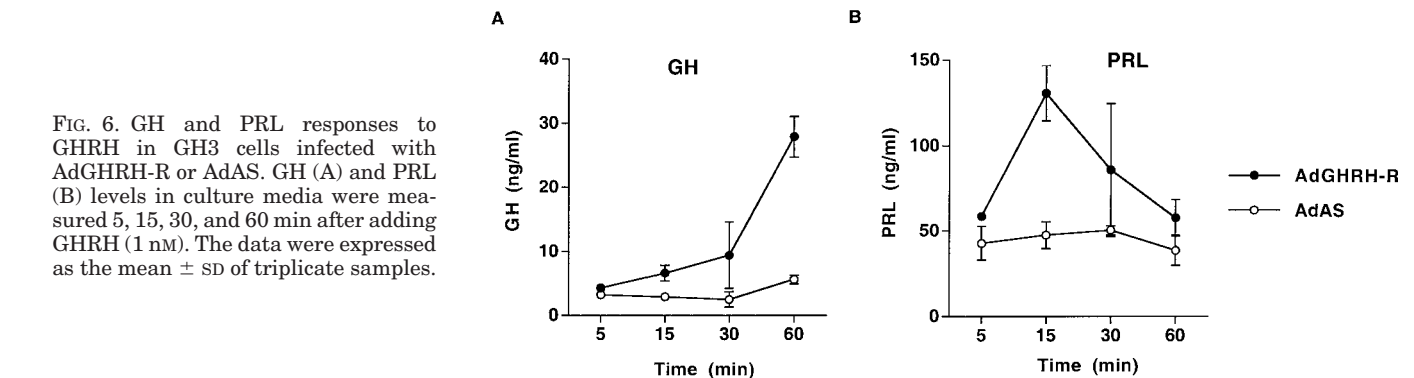 FIG. 6. GH and PRL responses to
GHRH in GH3 cells infected with
AdGHRH-R or AdAS. GH (A) and PRL
(B) levels in culture media were mea-
sured 5, 15, 30, and 60 min after adding
GHRH (1 nM). The data were expressed
as the mean ± SD of triplicate samples.
A
GH
GH (ng/ml)
40
30
20
10
0
5 15 30 60
Time (min)
B
PRL
PRL (ng/ml)
150
100
50
0
5 15 30 60
Time (min)
AdGHRH-R
AdAS